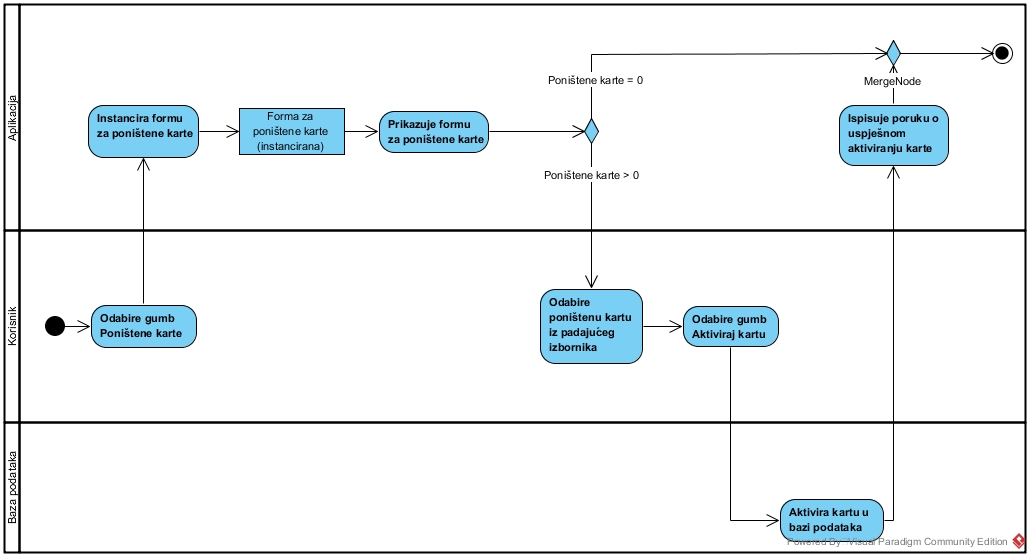 Aplikacija
Poništene karte = 0
MergeNode
Instancira formu
za poništene karte
Forma za
poništene karte
(instancirana)
Prikazuje formu
za poništene karte
Ispisuje poruku o
uspješnom
aktiviranju karte
Poništene karte > 0
Korisnik
Odabire gumb
Poništene karte
Odabire
poništenu kartu
iz padajućeg
izbornika
Odabire gumb
Aktiviraj kartu
Baza podataka
Aktivira kartu u
bazi podataka
Powered By Visual Paradigm Community Edition